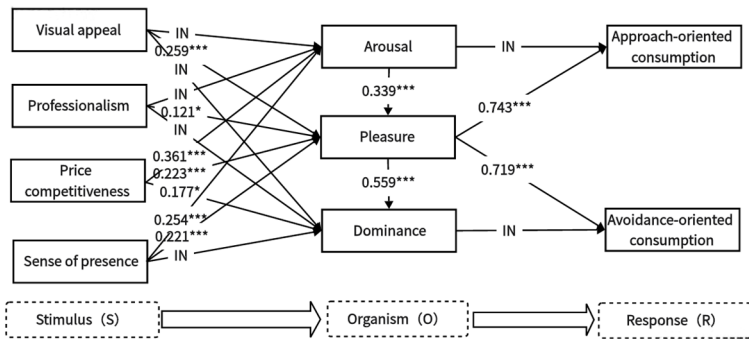 Visual appeal
Professionalism
Price
competitiveness
Sense of presence
IN
0.259***
IN
IN
0.121*
IN
0.361***
0.223***
0.177*
0.254***
0.221***
IN
Arousal
0.339***
Pleasure
0.559***
Dominance
IN
0.743***
0.719***
IN
Approach-oriented
consumption
Avoidance-oriented
consumption
Stimulus（S）
Organism（O）
Response（R）